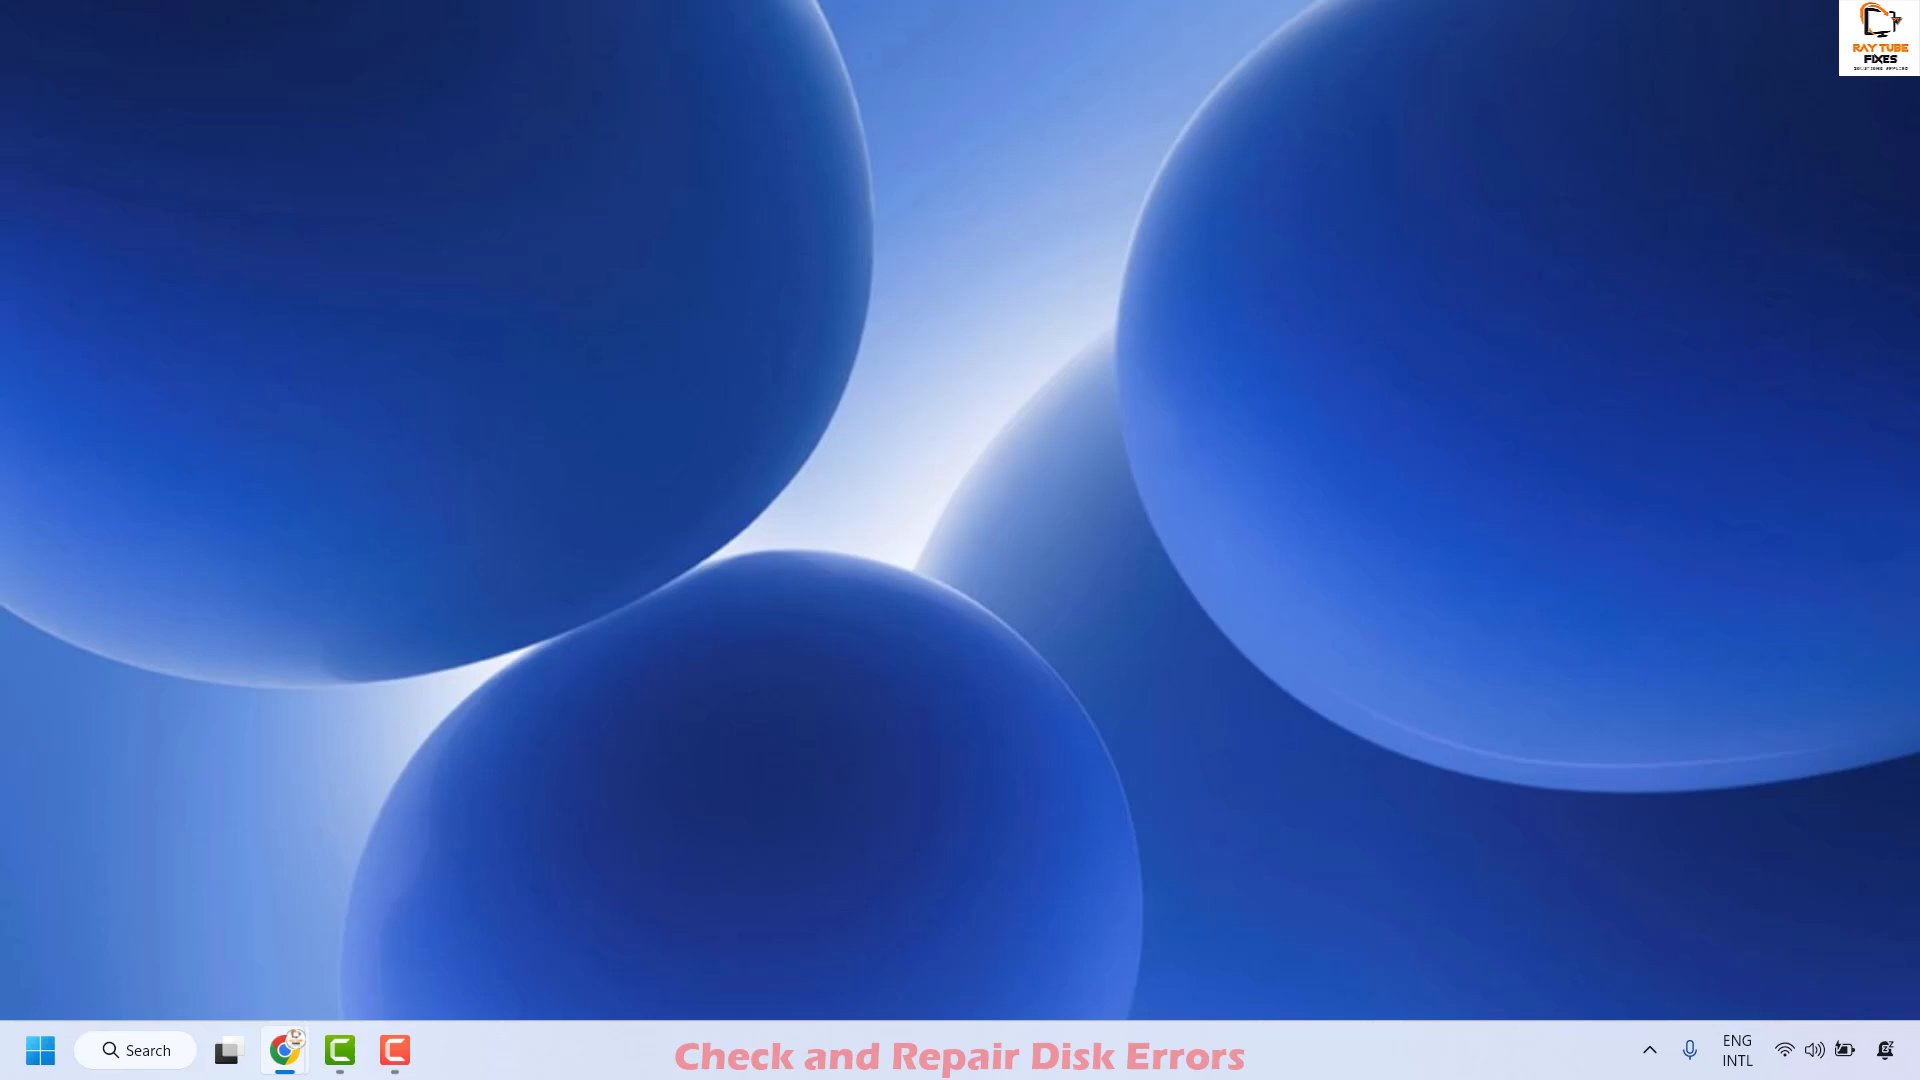 RAY TUBE
FIXES
Search
Check and Repair Disk Errors
ENG
INTL